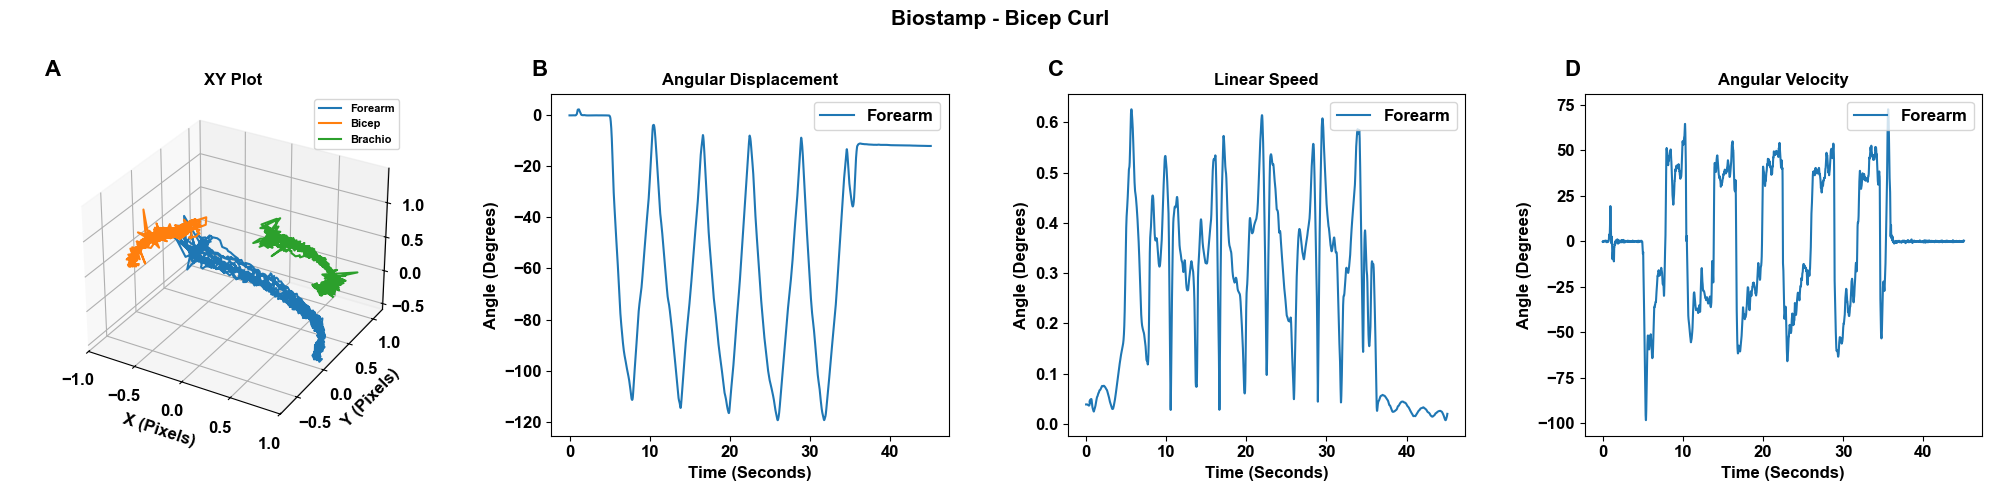 Biostamp - Bicep Curl
A
XY Plot
Forearm
Bicep
Brachio
1.0
0.5
0.0
−0.5
1.0
0.5
0.0
−0.5
−1.0
−0.5
0.0
0.5
1.0
X (Pixels)
Y (Pixels)
B
Angular Displacement
Forearm
0
−20
−40
−60
−80
−100
−120
Angle (Degrees)
0 10 20 30 40
Time (Seconds)
C
Linear Speed
Forearm
0.6
0.5
0.4
0.3
0.2
0.1
0.0
Angle (Degrees)
0 10 20 30 40
Time (Seconds)
D
Angular Velocity
Forearm
75
50
25
0
−25
−50
−75
−100
Angle (Degrees)
0 10 20 30 40
Time (Seconds)